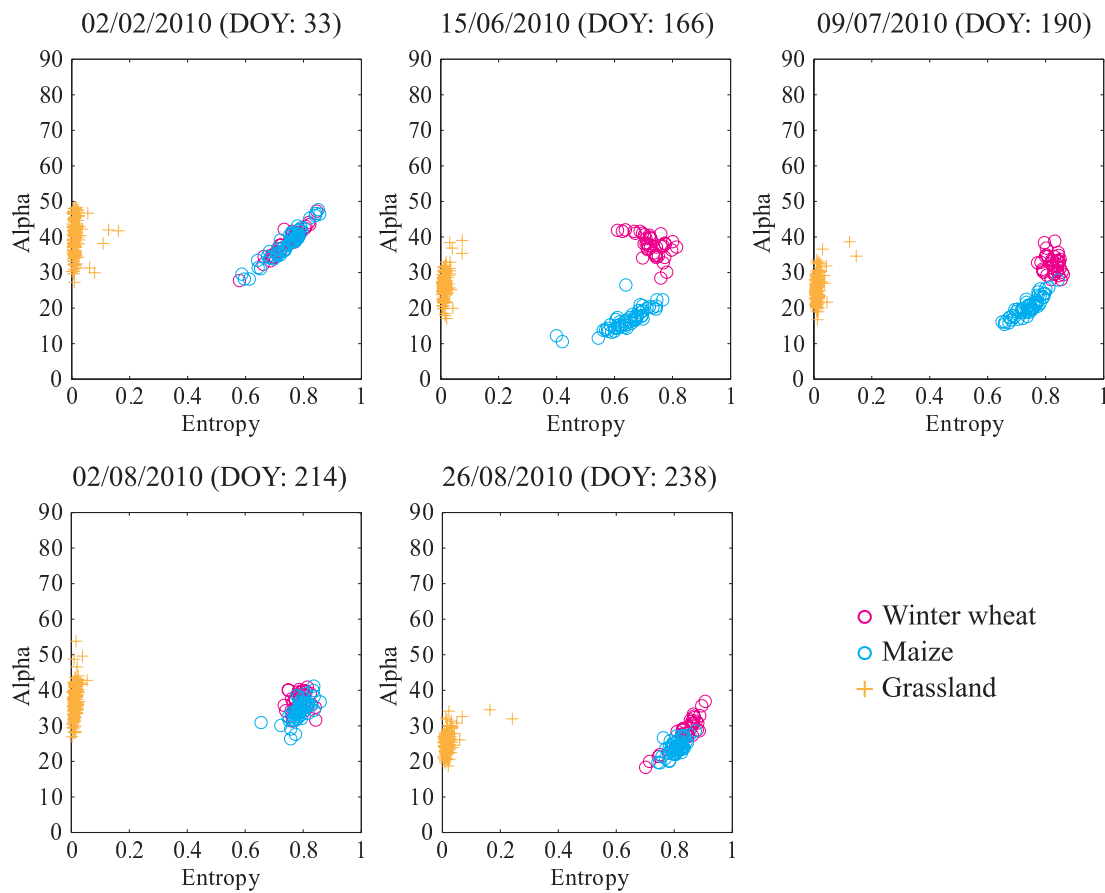 02/02/2010 (DOY: 33)
90
80
70
60
50
40
30
20
10
0
Alpha
0 0.2 0.4 0.6 0.8 1
Entropy
15/06/2010 (DOY: 166)
90
80
70
60
50
40
30
20
10
0
Alpha
0 0.2 0.4 0.6 0.8 1
Entropy
09/07/2010 (DOY: 190)
90
80
70
60
50
40
30
20
10
0
Alpha
0 0.2 0.4 0.6 0.8 1
Entropy
02/08/2010 (DOY: 214)
90
80
70
60
50
40
30
20
10
0
Alpha
0 0.2 0.4 0.6 0.8 1
Entropy
26/08/2010 (DOY: 238)
90
80
70
60
50
40
30
20
10
0
Alpha
0 0.2 0.4 0.6 0.8 1
Entropy
Winter wheat
Maize
Grassland